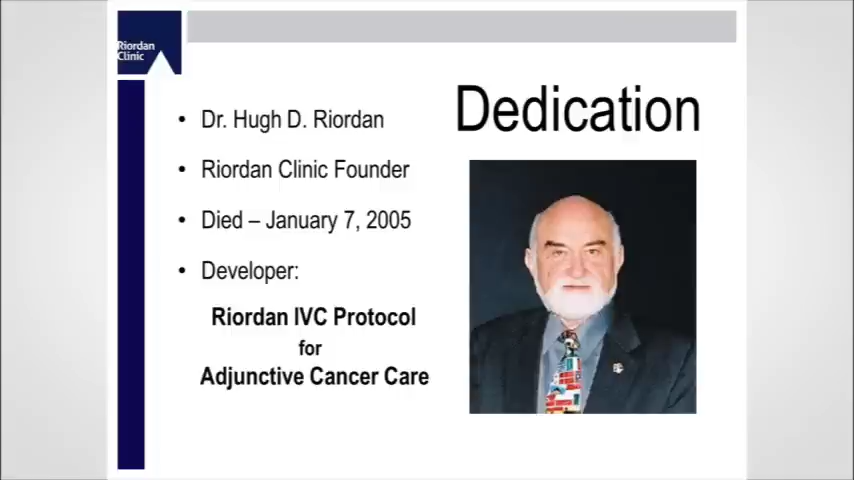 Riordan
Clinic
Dedication
• Dr. Hugh D. Riordan
• Riordan Clinic Founder
• Died – January 7, 2005
• Developer:
Riordan IVC Protocol
for
Adjunctive Cancer Care